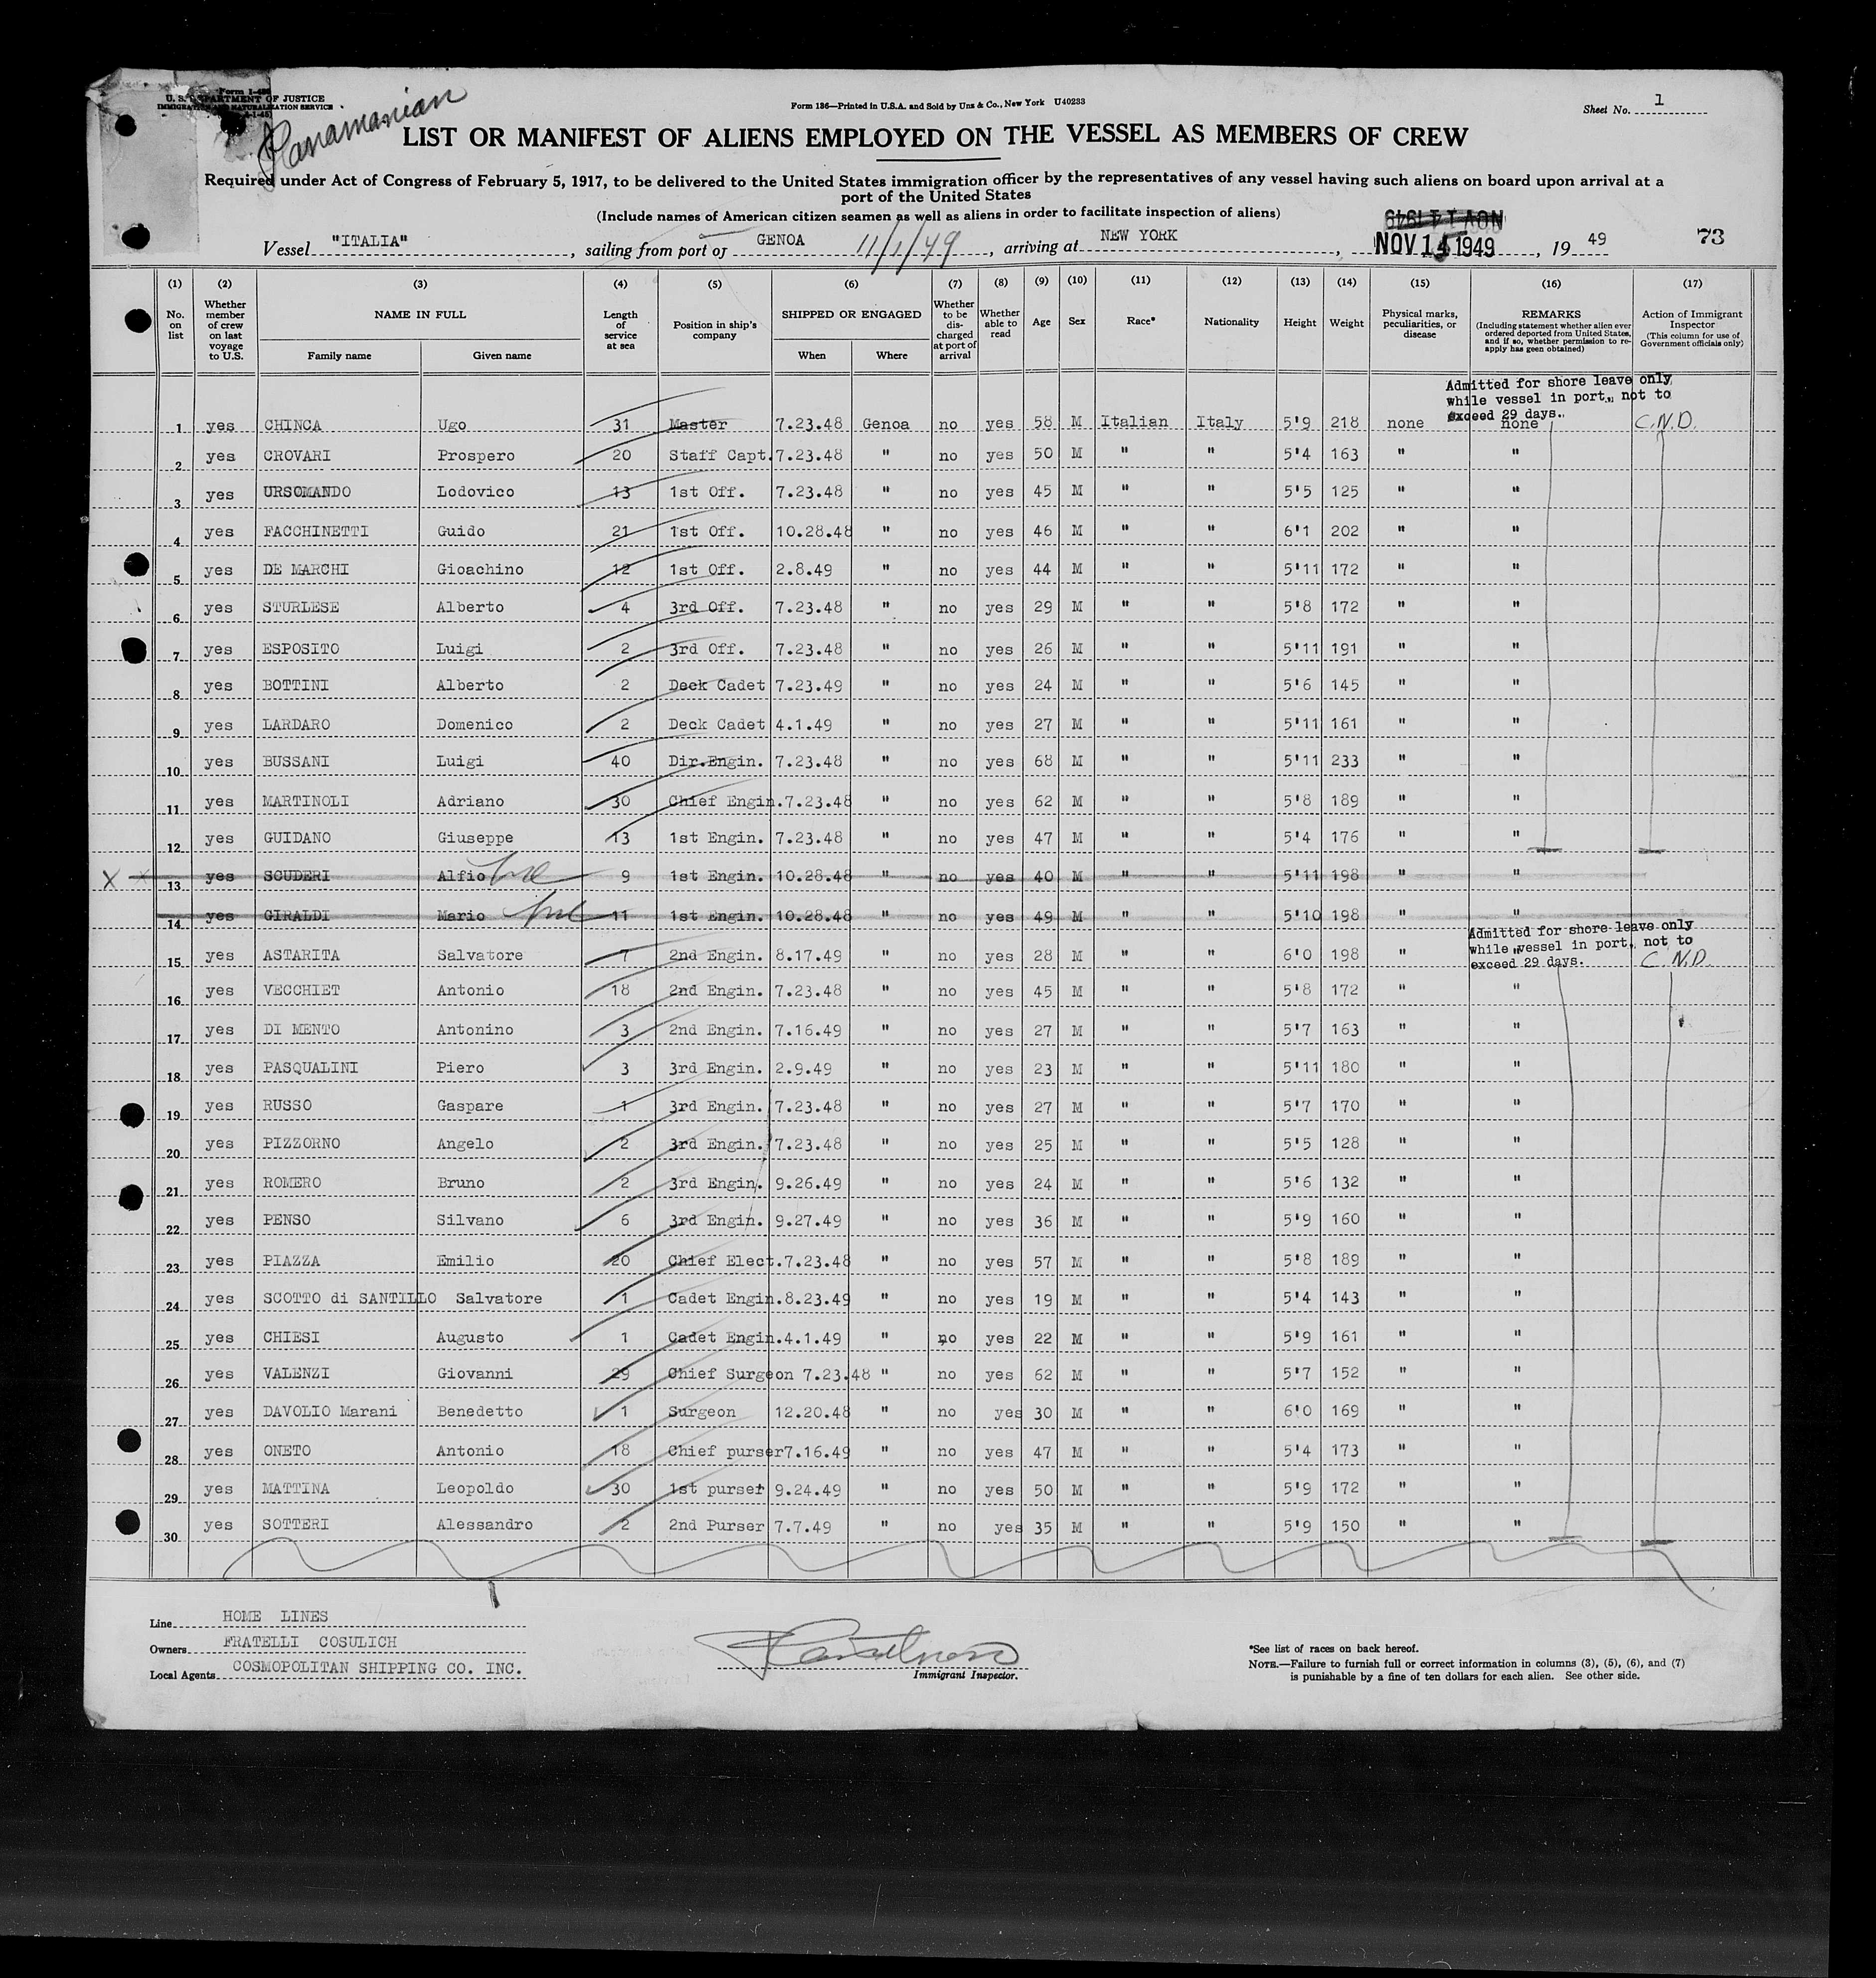 Form I-480
U. S. DEPARTMENT OF JUSTICE
IMMIGRATION AND NATURALIZATION SERVICE
Panamanian
Form 186—Printed in U.S.A. and Sold by Unz & Co., New York U40233
Sheet No. 1
LIST OR MANIFEST OF ALIENS EMPLOYED ON THE VESSEL AS MEMBERS OF CREW
Required under Act of Congress of February 5, 1917, to be delivered to the United States immigration officer by the representatives of any vessel having such aliens on board upon arrival at a
port of the United States
(Include names of American citizen seamen as well as aliens in order to facilitate inspection of aliens)
NOV 14 1949
Vessel "ITALIA", sailing from port of GENOA 11/1/49, arriving at NEW YORK, NOV 15 1949, 19 49 73
(1) (2) (3) (4) (5) (6) (7) (8) (9) (10) (11) (12) (13) (14) (15) (16) (17)
No. on list Whether member of crew on last voyage to U.S. NAME IN FULL Family name Given name Length of service at sea Position in ship's company SHIPPED OR ENGAGED When Where Whether to be discharged at port of arrival Whether able to read Age Sex Race* Nationality Height Weight Physical marks, peculiarities, or disease REMARKS (Including statement whether alien ever ordered deported from United States, and if so, whether permission to re-apply has geen obtained) Action of Immigrant Inspector (This column for use of Government officials only)
Admitted for shore leave only
while vessel in port, not to
exceed 29 days.
1 yes CHINCA Ugo 31 Master 7.23.48 Genoa no yes 58 M Italian Italy 5'9 218 none none C.N.D.
2 yes CROVARI Prospero 20 Staff Capt. 7.23.48 " no yes 50 M " " 5'4 163 " "
3 yes URSOMANDO Lodovico 13 1st Off. 7.23.48 " no yes 45 M " " 5'5 125 " "
4 yes FACCHINETTI Guido 21 1st Off. 10.28.48 " no yes 46 M " " 6'1 202 " "
5 yes DE MARCHI Gioachino 12 1st Off. 2.8.49 " no yes 44 M " " 5'11 172 " "
6 yes STURLESE Alberto 4 3rd Off. 7.23.48 " no yes 29 M " " 5'8 172 " "
7 yes ESPOSITO Luigi 2 3rd Off. 7.23.48 " no yes 26 M " " 5'11 191 " "
8 yes BOTTINI Alberto 2 Deck Cadet 7.23.49 " no yes 24 M " " 5'6 145 " "
9 yes LARDARO Domenico 2 Deck Cadet 4.1.49 " no yes 27 M " " 5'11 161 " "
10 yes BUSSANI Luigi 40 Dir.Engin. 7.23.48 " no yes 68 M " " 5'11 233 " "
11 yes MARTINOLI Adriano 30 Chief Engin. 7.23.48 " no yes 62 M " " 5'8 189 " "
12 yes GUIDANO Giuseppe 13 1st Engin. 7.23.48 " no yes 47 M " " 5'4 176 " "
X 13 yes SCUDERI Alfio 9 1st Engin. 10.28.48 " no yes 40 M " " 5'11 198 " "
14 yes GIRALDI Mario 11 1st Engin. 10.28.48 " no yes 49 M " " 5'10 198 " "
Admitted for shore leave only
while vessel in port, not to
exceed 29 days.
15 yes ASTARITA Salvatore 7 2nd Engin. 8.17.49 " no yes 28 M " " 6'0 198 " " C.N.D.
16 yes VECCHIET Antonio 18 2nd Engin. 7.23.48 " no yes 45 M " " 5'8 172 " "
17 yes DI MENTO Antonino 3 2nd Engin. 7.16.49 " no yes 27 M " " 5'7 163 " "
18 yes PASQUALINI Piero 3 3rd Engin. 2.9.49 " no yes 23 M " " 5'11 180 " "
19 yes RUSSO Gaspare 1 3rd Engin. 7.23.48 " no yes 27 M " " 5'7 170 " "
20 yes PIZZORNO Angelo 2 3rd Engin. 7.23.48 " no yes 25 M " " 5'5 128 " "
21 yes ROMERO Bruno 2 3rd Engin. 9.26.49 " no yes 24 M " " 5'6 132 " "
22 yes PENSO Silvano 6 3rd Engin. 9.27.49 " no yes 36 M " " 5'9 160 " "
23 yes PIAZZA Emilio 20 Chief Elect. 7.23.48 " no yes 57 M " " 5'8 189 " "
24 yes SCOTTO di SANTILLO Salvatore 1 Cadet Engin. 8.23.49 " no yes 19 M " " 5'4 143 " "
25 yes CHIESI Augusto 1 Cadet Engin. 4.1.49 " no yes 22 M " " 5'9 161 " "
26 yes VALENZI Giovanni 29 Chief Surgeon 7.23.48 " no yes 62 M " " 5'7 152 " "
27 yes DAVOLIO Marani Benedetto 1 Surgeon 12.20.48 " no yes 30 M " " 6'0 169 " "
28 yes ONETO Antonio 18 Chief purser 7.16.49 " no yes 47 M " " 5'4 173 " "
29 yes MATTINA Leopoldo 30 1st purser 9.24.49 " no yes 50 M " " 5'9 172 " "
30 yes SOTTERI Alessandro 2 2nd Purser 7.7.49 " no yes 35 M " " 5'9 150 " "
Line HOME LINES
Owners FRATELLI COSULICH
Local Agents COSMOPOLITAN SHIPPING CO. INC.
Immigrant Inspector.
*See list of races on back hereof.
NOTE.—Failure to furnish full or correct information in columns (3), (5), (6), and (7)
is punishable by a fine of ten dollars for each alien. See other side.